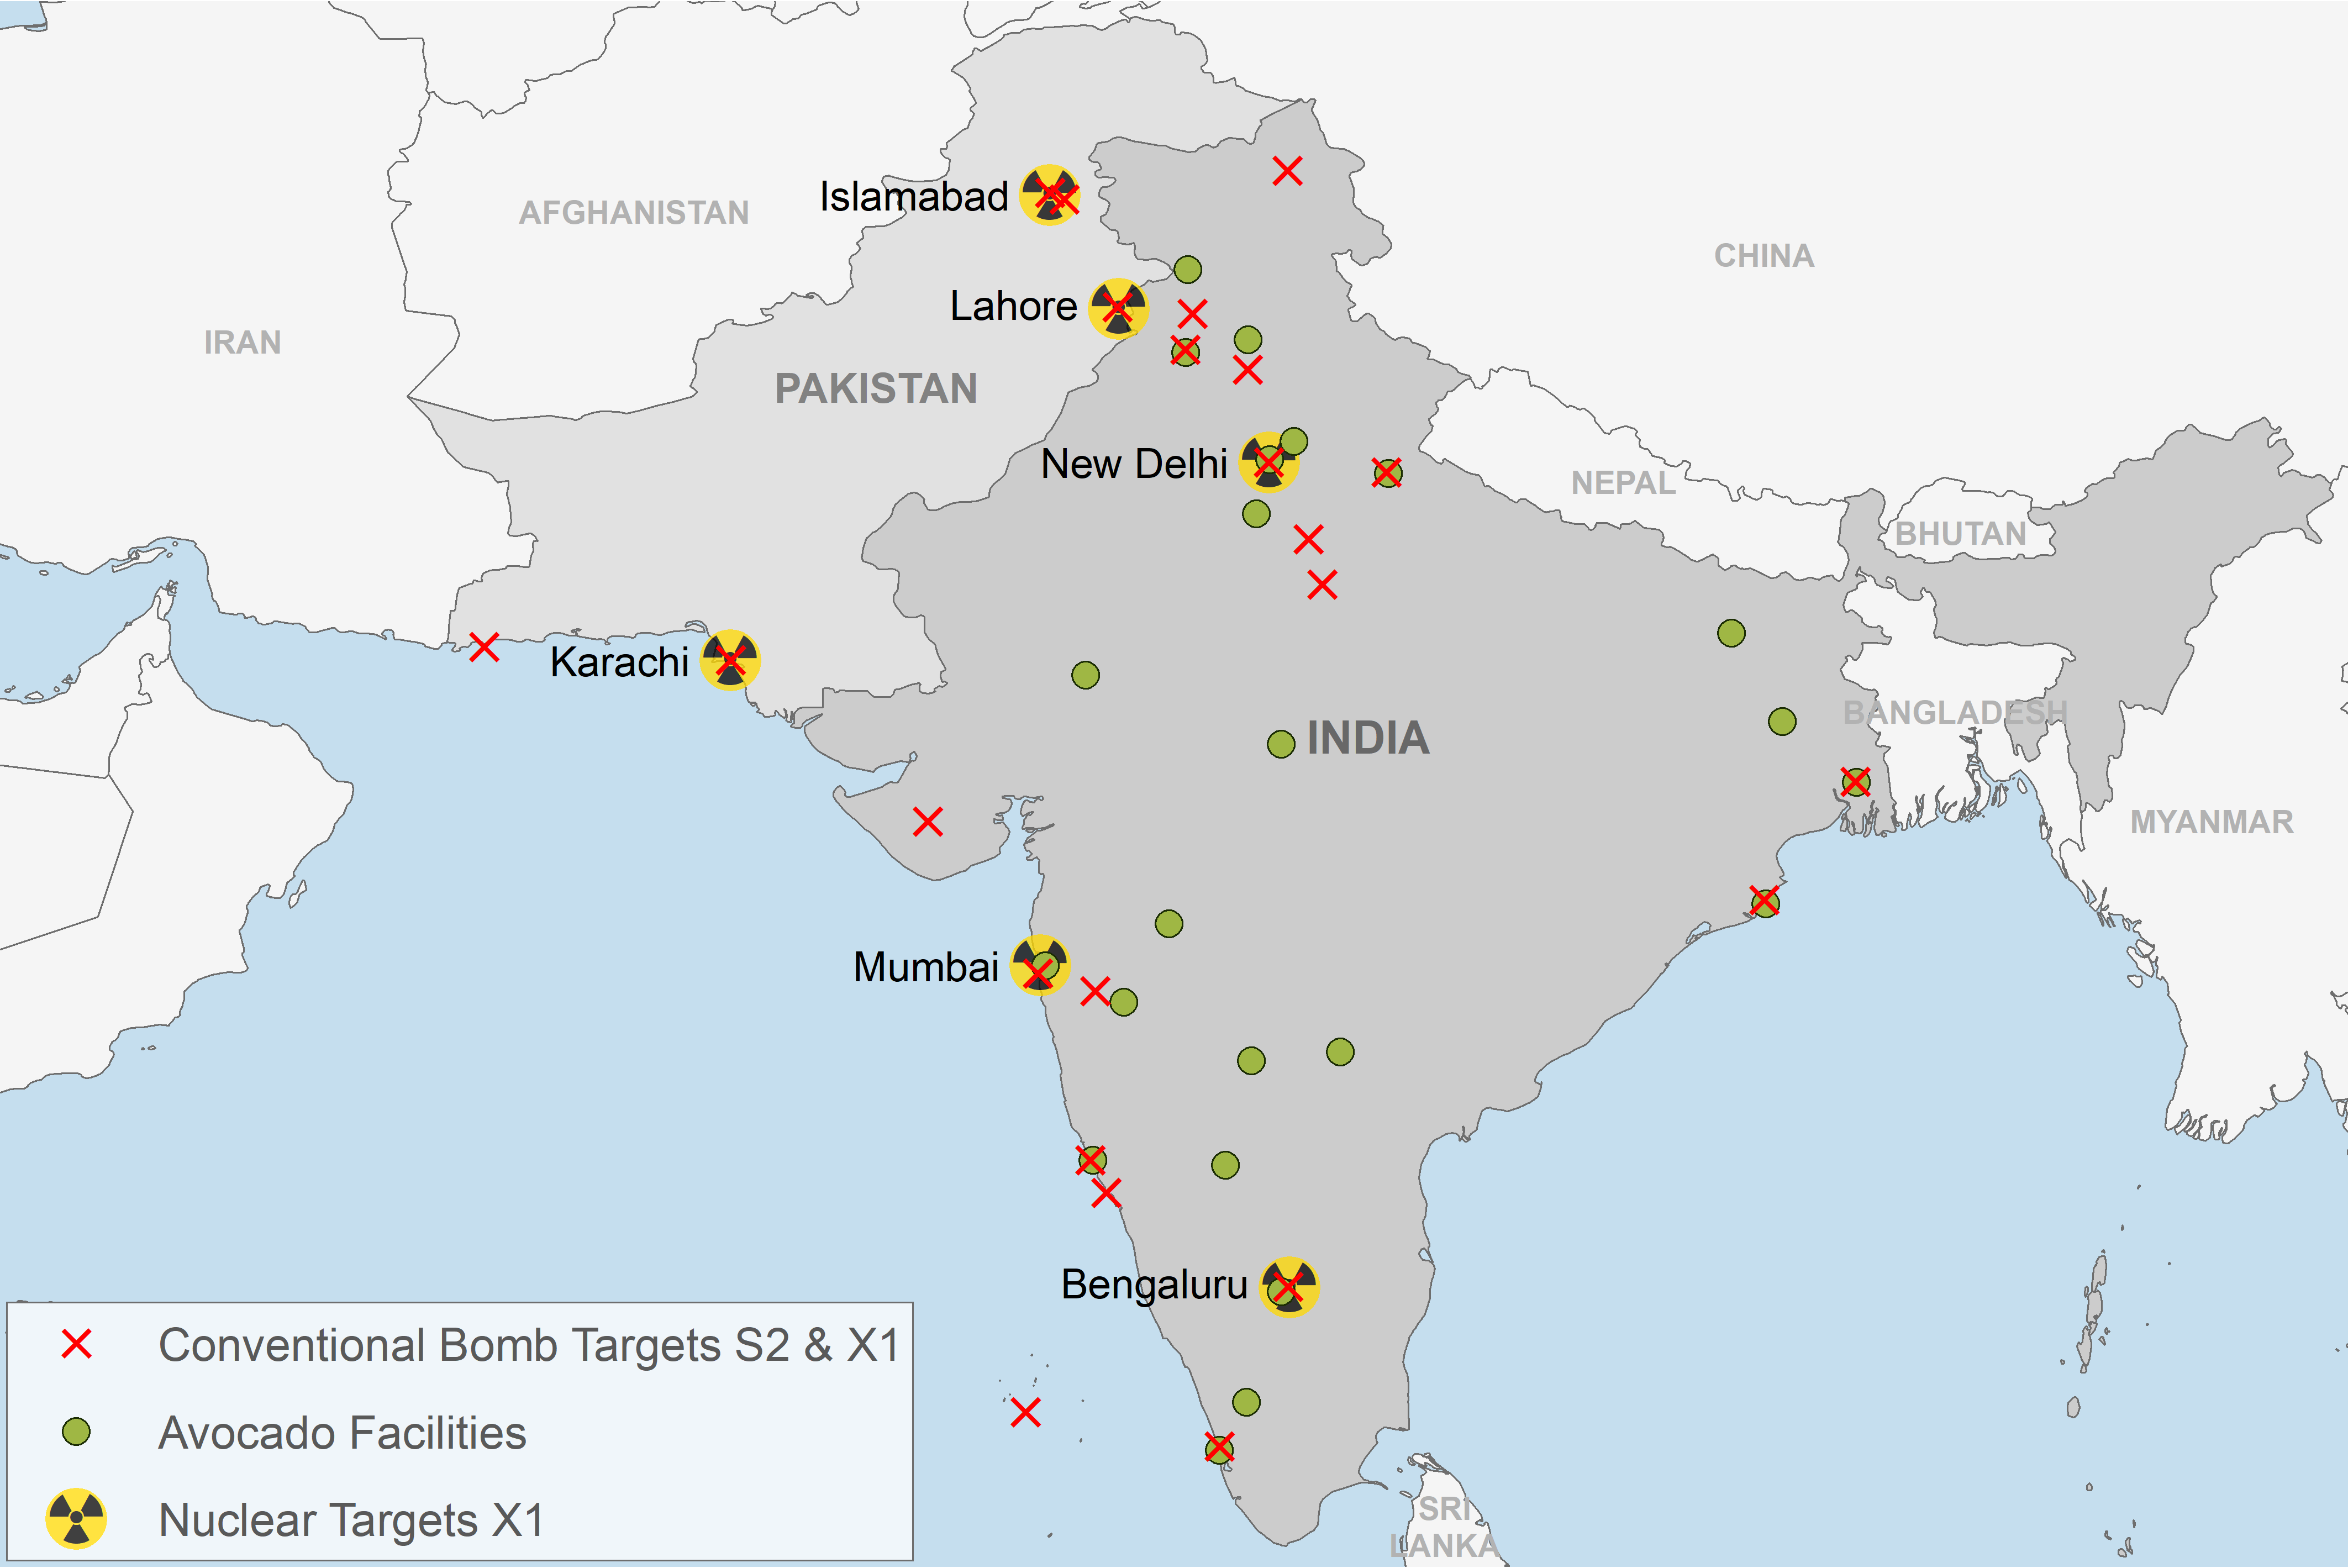 Islamabad
AFGHANISTAN
CHINA
Lahore
IRAN
PAKISTAN
New Delhi
NEPAL
BHUTAN
Karachi
BANGLADESH
INDIA
MYANMAR
Mumbai
Bengaluru
Conventional Bomb Targets S2 & X1
Avocado Facilities
Nuclear Targets X1
SRI
LANKA